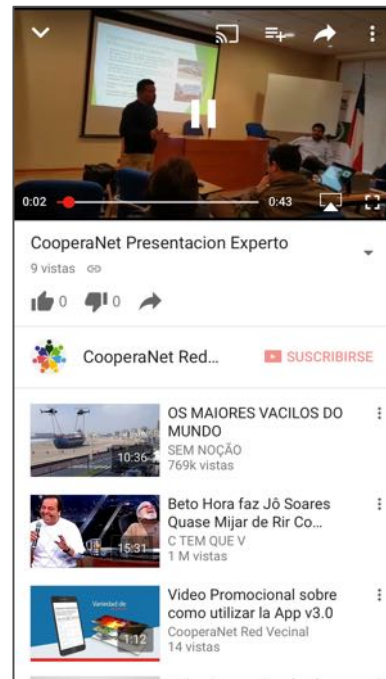 0:02
0:43
CooperaNet Presentacion Experto
9 vistas
0
0
CooperaNet Red...
SUSCRIBIRSE
OS MAIORES VACILOS DO
MUNDO
SEM NOÇÃO
769k vistas
10:36
Beto Hora faz Jô Soares
Quase Mijar de Rir Co...
C TEM QUE V
1 M vistas
15:31
Variedad de
Video Promocional sobre
como utilizar la App v3.0
CooperaNet Red Vecinal
14 vistas
1:12